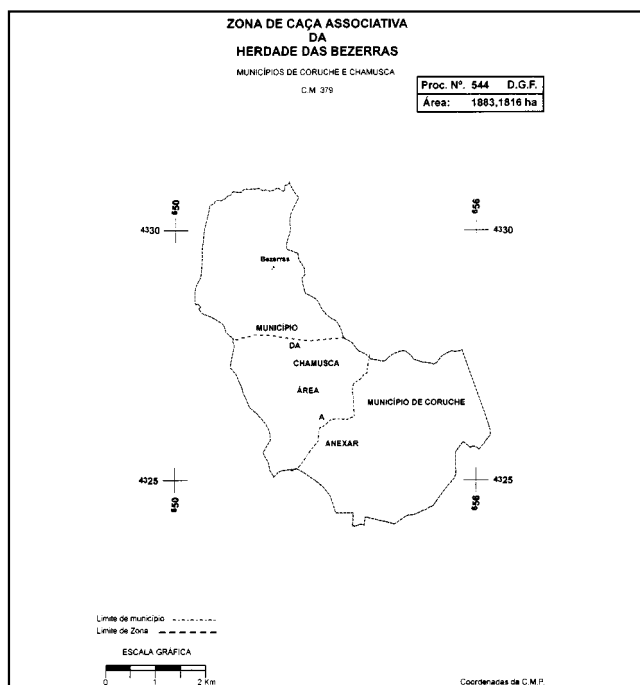 ZONA DE CAÇA ASSOCIATIVA
DA
HERDADE DAS BEZERRAS
MUNICÍPIOS DE CORUCHE E CHAMUSCA
C.M. 379
Proc. Nº. 544 D.G.F.
Área: 1883,1816 ha
650
656
4330
4330
Bezerras
MUNICÍPIO
DA
CHAMUSCA
ÁREA
MUNICÍPIO DE CORUCHE
A
ANEXAR
4325
4325
650
656
Limite de município
Limite de Zona
ESCALA GRÁFICA
0 1 2 Km
Coordenadas da C.M.P.